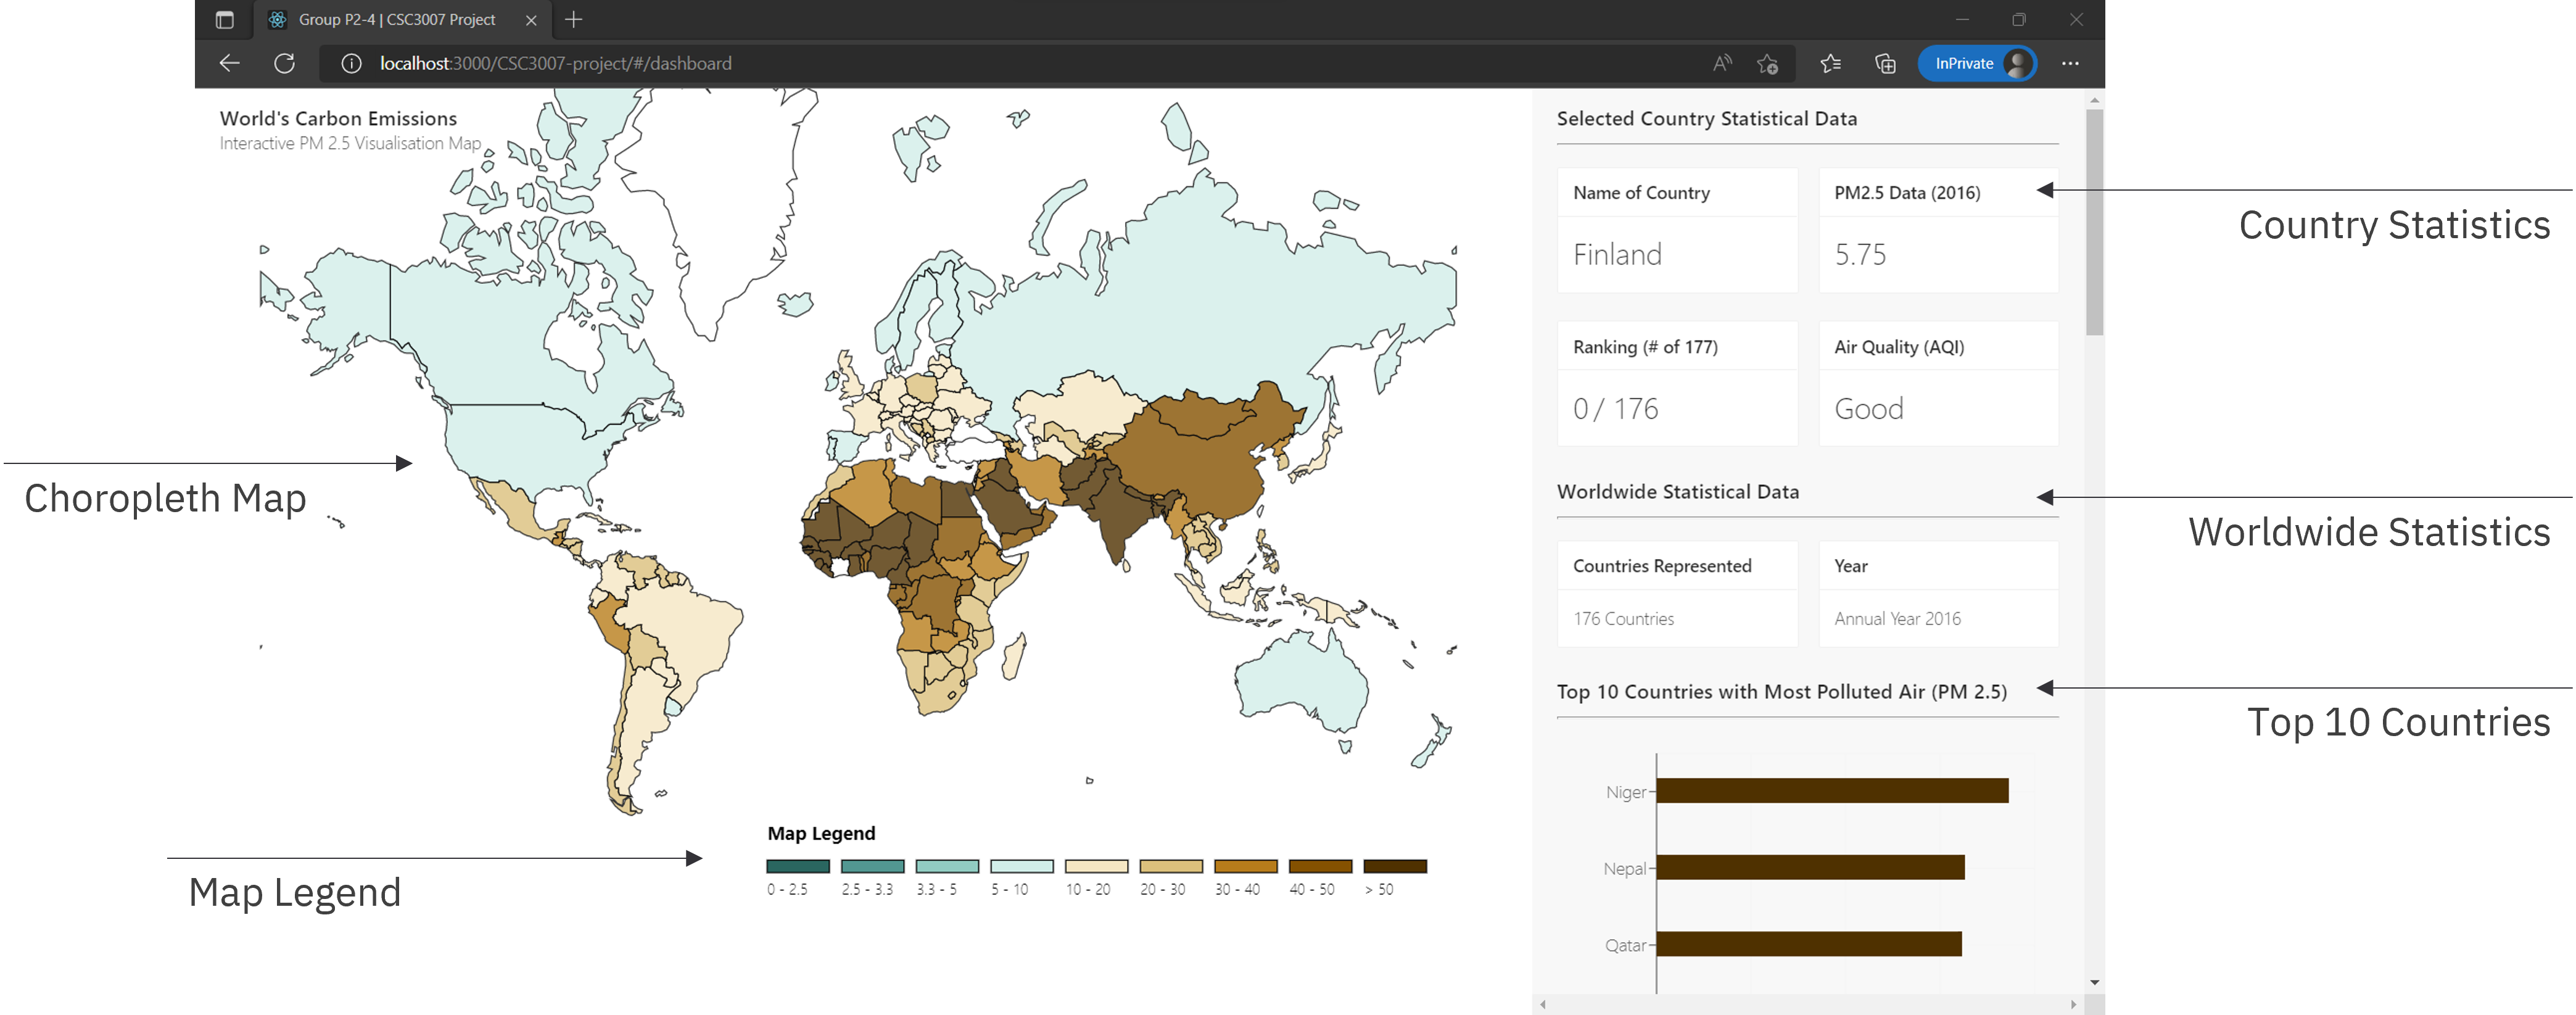 Group P2-4 | CSC3007 Project
localhost:3000/CSC3007-project/#/dashboard
InPrivate
World's Carbon Emissions
Interactive PM 2.5 Visualisation Map
Choropleth Map
Map Legend
Map Legend
0 - 2.5
2.5 - 3.3
3.3 - 5
5 - 10
10 - 20
20 - 30
30 - 40
40 - 50
> 50
Selected Country Statistical Data
Name of Country
Finland
PM2.5 Data (2016)
5.75
Ranking (# of 177)
0 / 176
Air Quality (AQI)
Good
Worldwide Statistical Data
Countries Represented
176 Countries
Year
Annual Year 2016
Top 10 Countries with Most Polluted Air (PM 2.5)
Niger
Nepal
Qatar
Country Statistics
Worldwide Statistics
Top 10 Countries